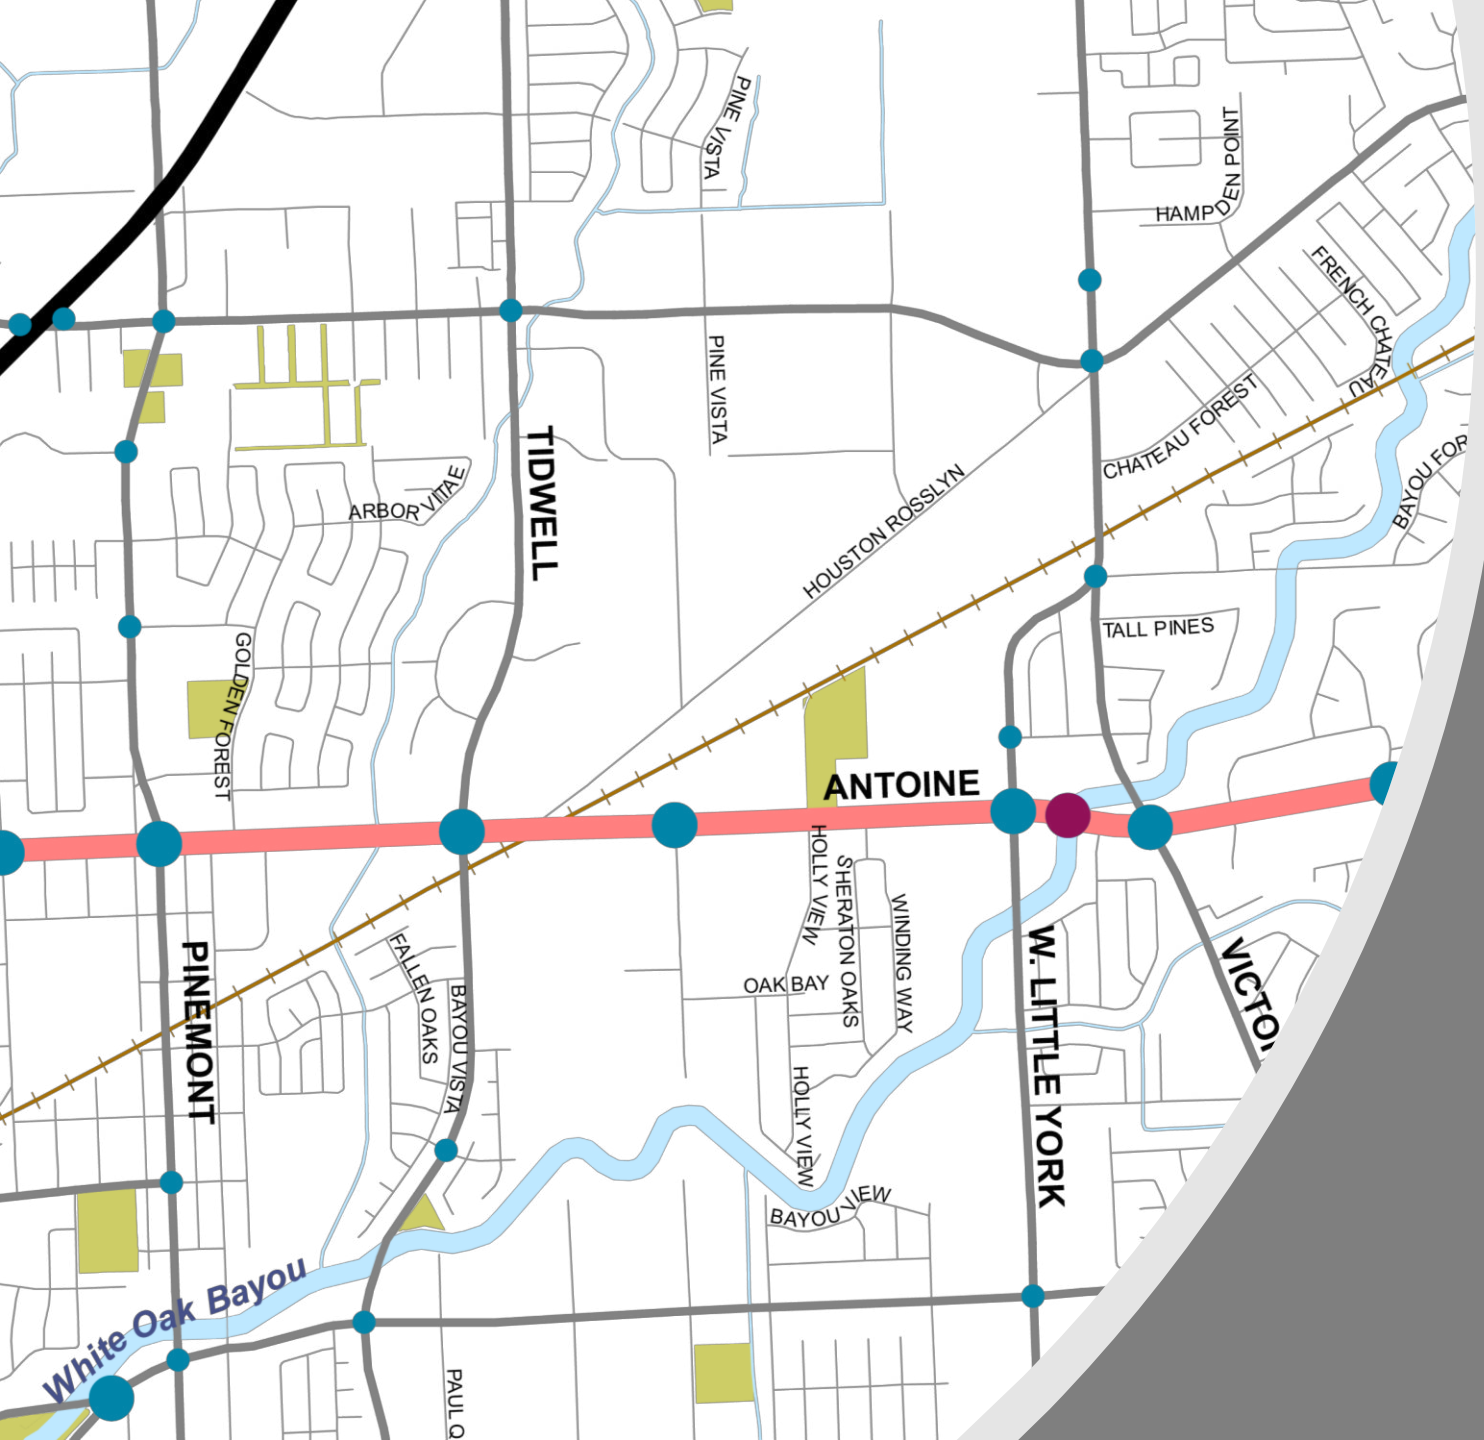 PINE VISTA
HAMPDEN POINT
FRENCH CHATEAU
PINE VISTA
CHATEAU FOREST
BAYOU FOR
TIDWELL
ARBOR VITAE
HOUSTON ROSSLYN
TALL PINES
GOLDEN FOREST
ANTOINE
HOLLY VIEW
SHERATON OAKS
WINDING WAY
PINEMONT
FALLEN OAKS
BAYOU VISTA
OAK BAY
W. LITTLE YORK
VICTO
HOLLY VIEW
BAYOU VIEW
White Oak Bayou
PAUL Q